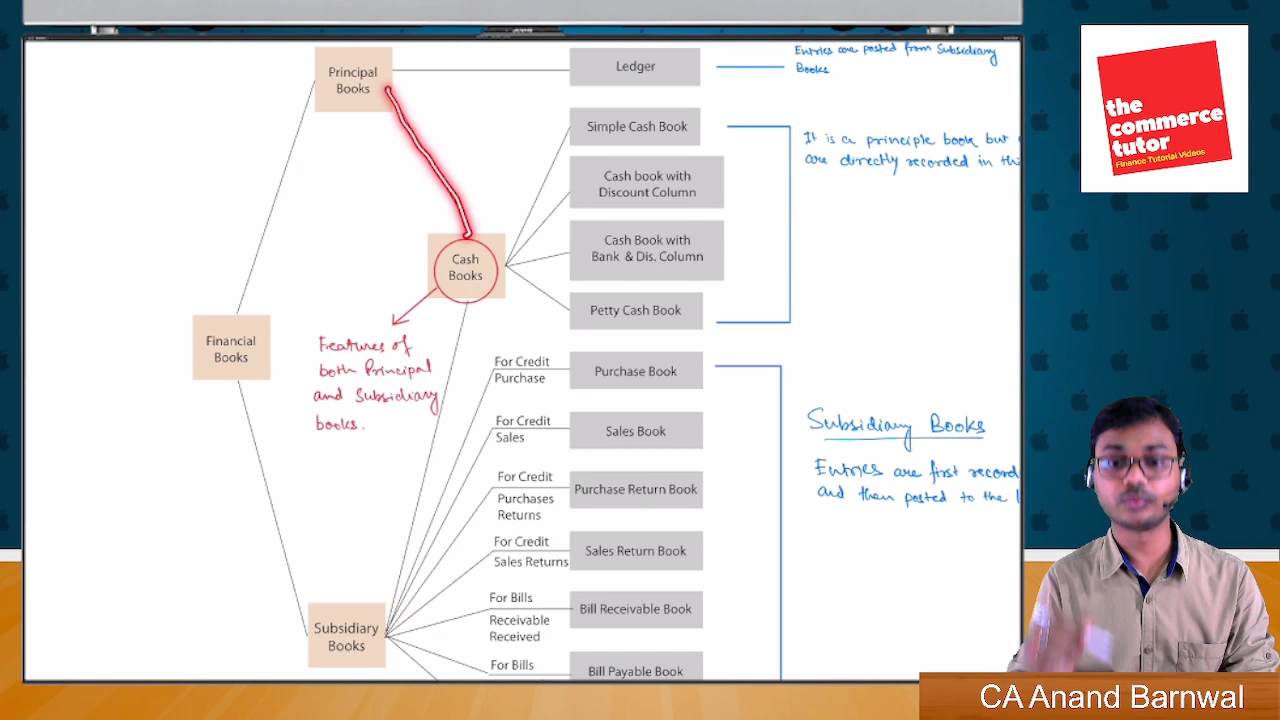 Principal
Books
Ledger
Entries are posted from Subsidiary
Books
Simple Cash Book
It is a principle book but
are directly recorded in thi
Cash book with
Discount Column
Cash Book with
Bank & Dis. Column
Cash
Books
Petty Cash Book
Financial
Books
Features of
both Principal
and Subsidiary
books.
For Credit
Purchase
Purchase Book
For Credit
Sales
Sales Book
Subsidiary Books
Entries are first record
and then posted to the
For Credit
Purchases
Returns
Purchase Return Book
For Credit
Sales Returns
Sales Return Book
For Bills
Receivable
Received
Bill Receivable Book
Subsidiary
Books
For Bills
Bill Payable Book
the
commerce
tutor
Finance Tutorial Videos
CA Anand Barnwal